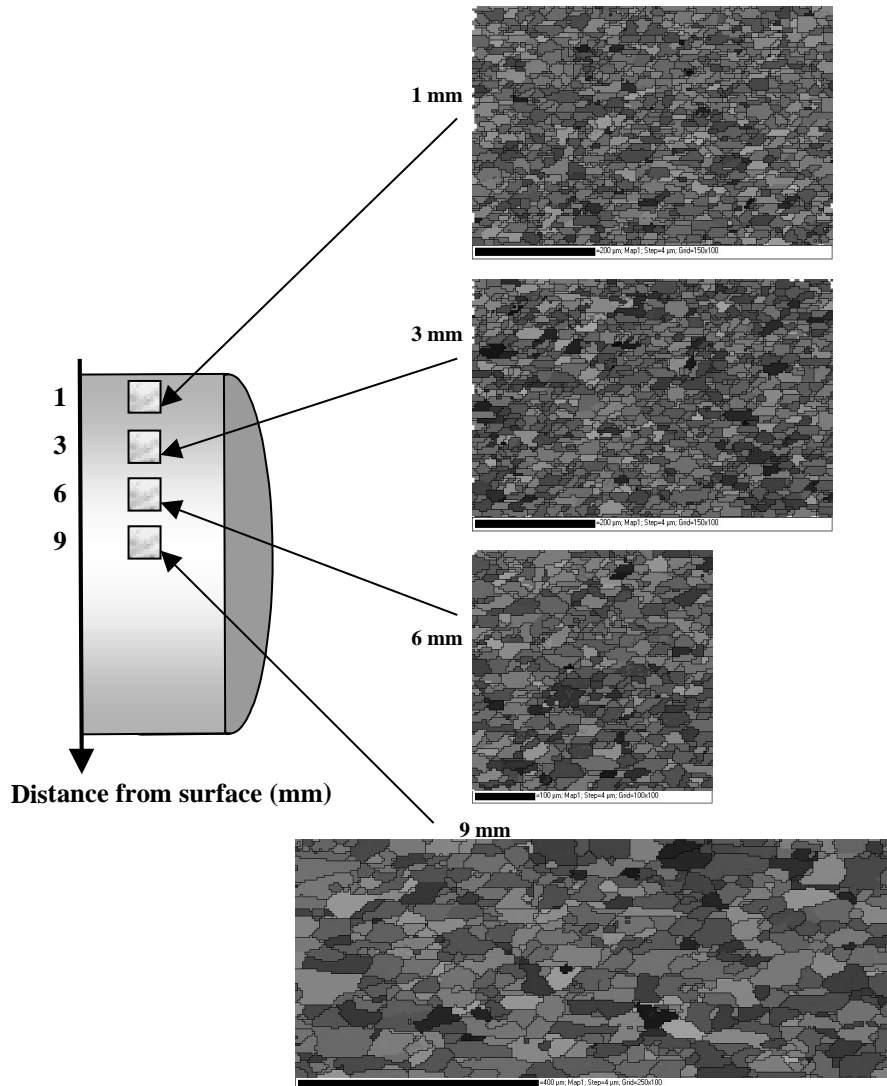 1 mm
=200 µm; Map1; Step=4 µm; Grid=150x100
3 mm
=200 µm; Map1; Step=4 µm; Grid=150x100
1
3
6
9
6 mm
=100 µm; Map1; Step=4 µm; Grid=100x100
Distance from surface (mm)
9 mm
=400 µm; Map1; Step=4 µm; Grid=250x100